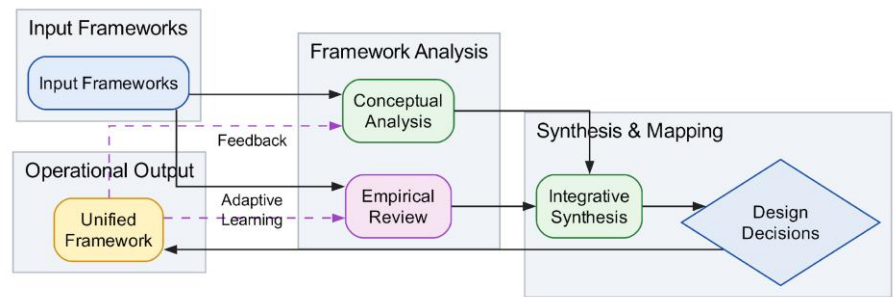 Input Frameworks
Input Frameworks
Framework Analysis
Conceptual
Analysis
Feedback
Synthesis & Mapping
Operational Output
Unified
Framework
Adaptive
Learning
Empirical
Review
Integrative
Synthesis
Design
Decisions